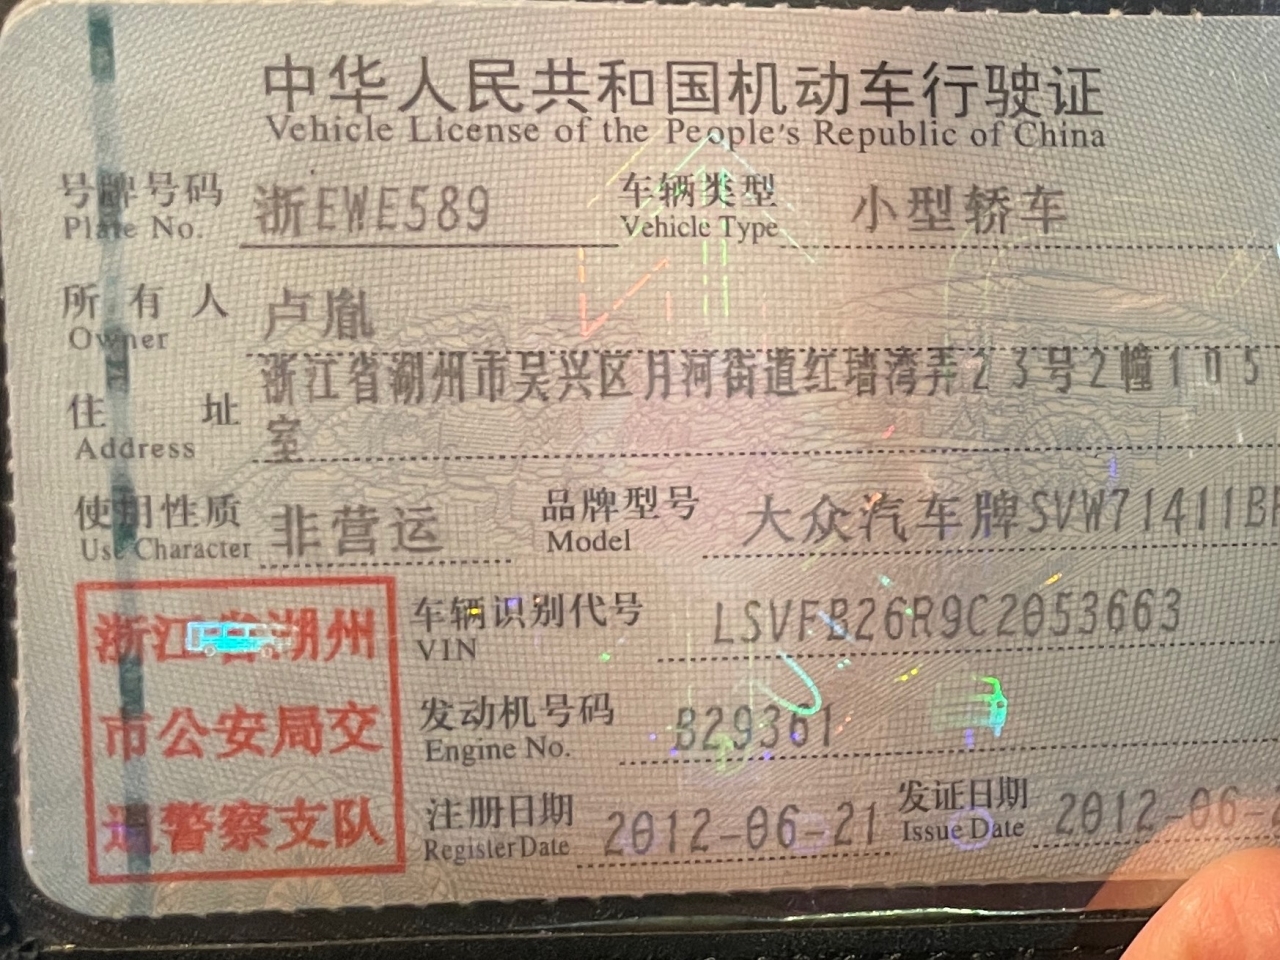 中华人民共和国机动车行驶证
Vehicle License of the People's Republic of China
号牌号码 浙EWE589 车辆类型 小型轿车
Plate No. Vehicle Type
所有人 卢胤
Owner
浙江省湖州市吴兴区月河街道红墙湾弄23号2幢105
住址 室
Address
使用性质 非营运 品牌型号 大众汽车牌SVW71411B
Use Character Model
浙江省湖州
市公安局交
通警察支队
车辆识别代号 LSVFB26R9C2053663
VIN
发动机号码 B29361
Engine No.
注册日期 2012-06-21 发证日期 2012-06-
Register Date Issue Date